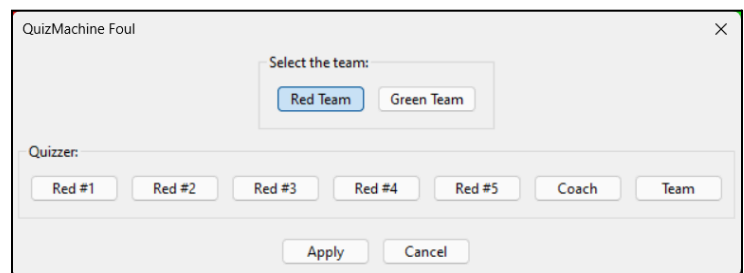 QuizMachine Foul
Select the team:
Red Team Green Team
Quizzer:
Red #1 Red #2 Red #3 Red #4 Red #5 Coach Team
Apply Cancel